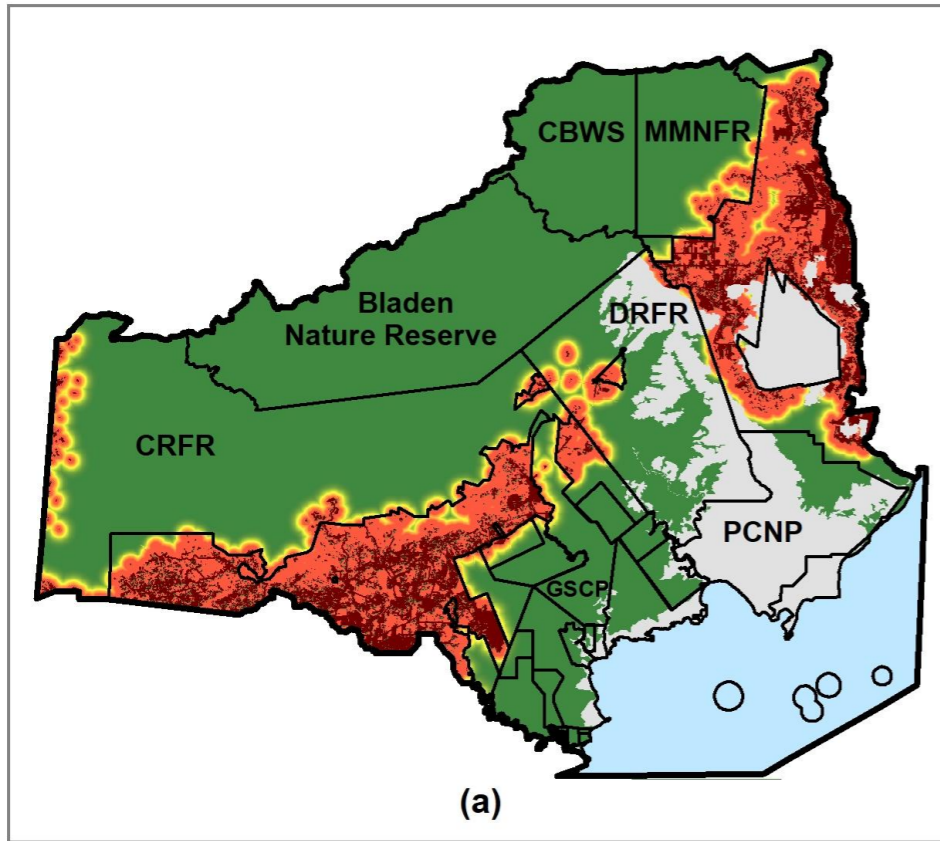 CBWS
MMNFR
Bladen
Nature Reserve
DRFR
CRFR
PCNP
GSCP
(a)